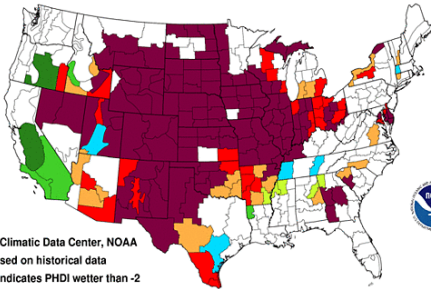 Climatic Data Center, NOAA
sed on historical data
ndicates PHDI wetter than -2